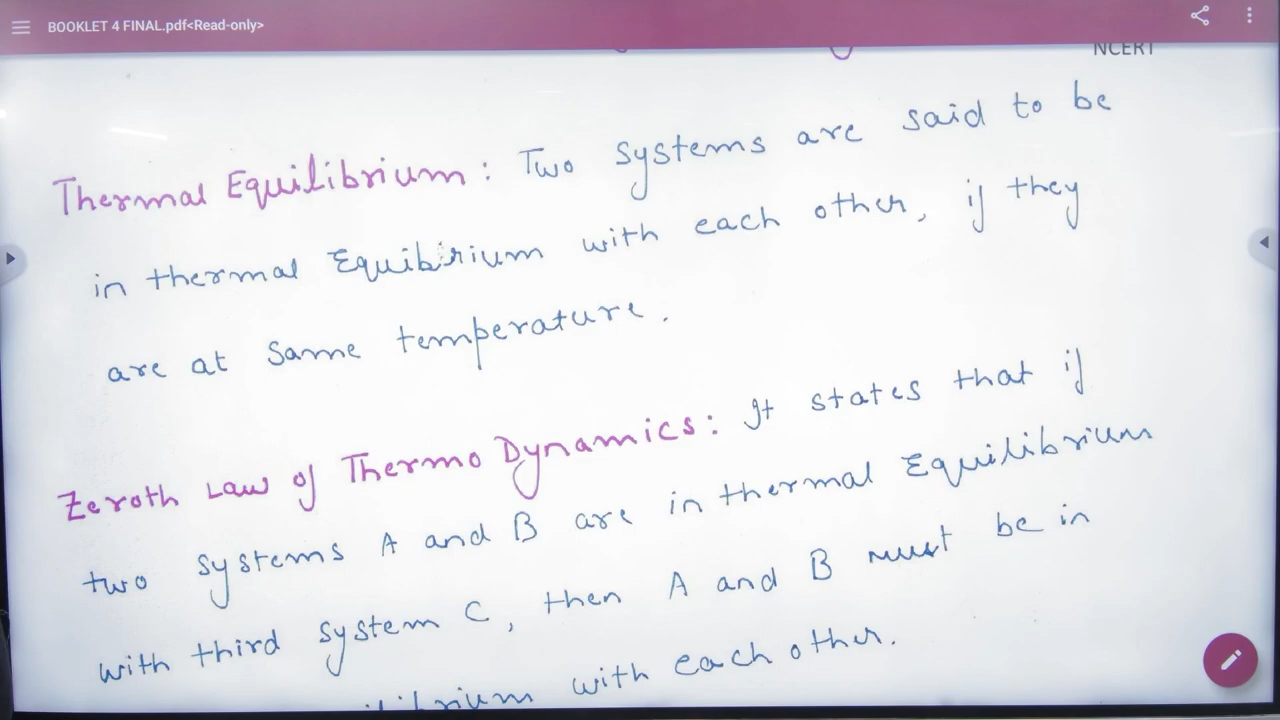 BOOKLET 4 FINAL.pdf<Read-only>
NCERT
Thermal Equilibrium : Two systems are said to be
in thermal Equibirium with each other, if they
are at same temperature.
Zeroth Law of Thermo Dynamics : It states that if
two systems A and B are in thermal Equilibrium
with third system C, then A and B must be in
with each other.